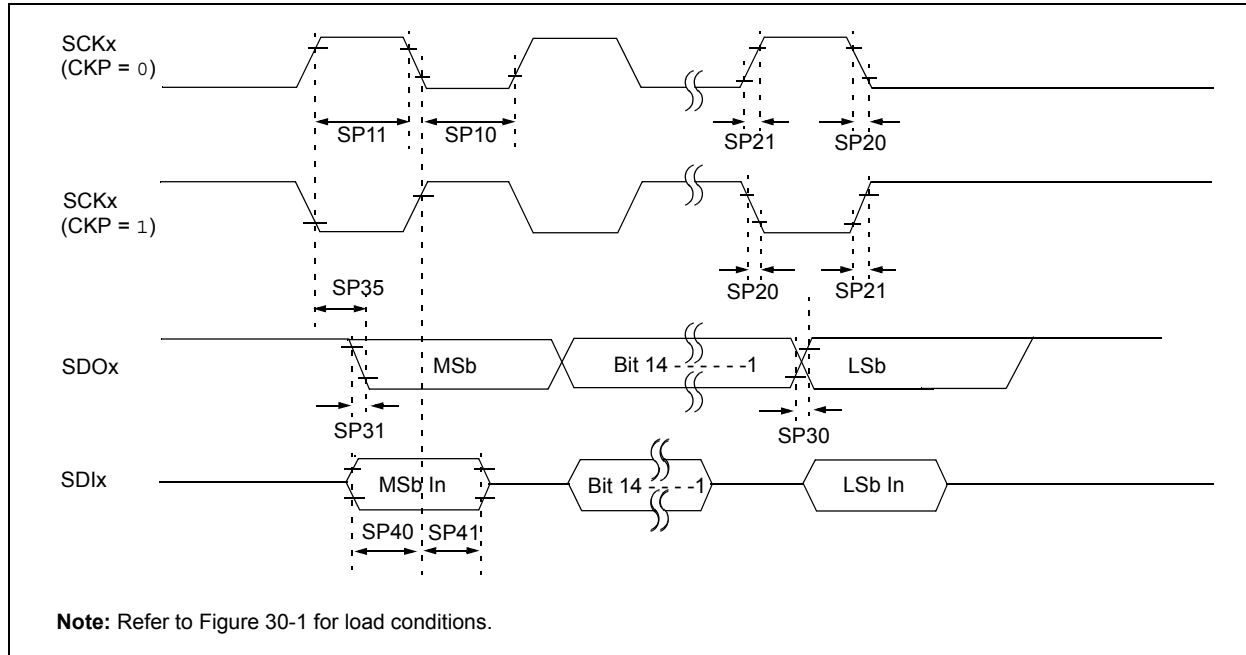 SCKx
(CKP = 0)
SP11
SP10
SP21
SP20
SCKx
(CKP = 1)
SP35
SP20
SP21
SDOx
MSb
Bit 14 - - - - - -1
LSb
SP31
SP30
SDIx
MSb In
Bit 14 - - - -1
LSb In
SP40
SP41
Note: Refer to Figure 30-1 for load conditions.